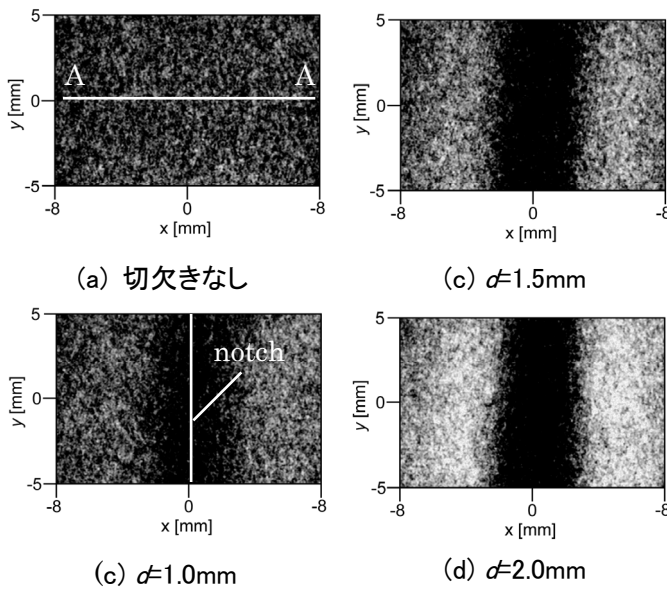 5
0
-5
y [mm]
A
A
-8
0
-8
x [mm]
(a) 切欠きなし
5
0
-5
y [mm]
-8
0
-8
x [mm]
(c) d=1.5mm
5
0
-5
y [mm]
notch
-8
0
-8
x [mm]
(c) d=1.0mm
5
0
-5
y [mm]
-8
0
-8
x [mm]
(d) d=2.0mm